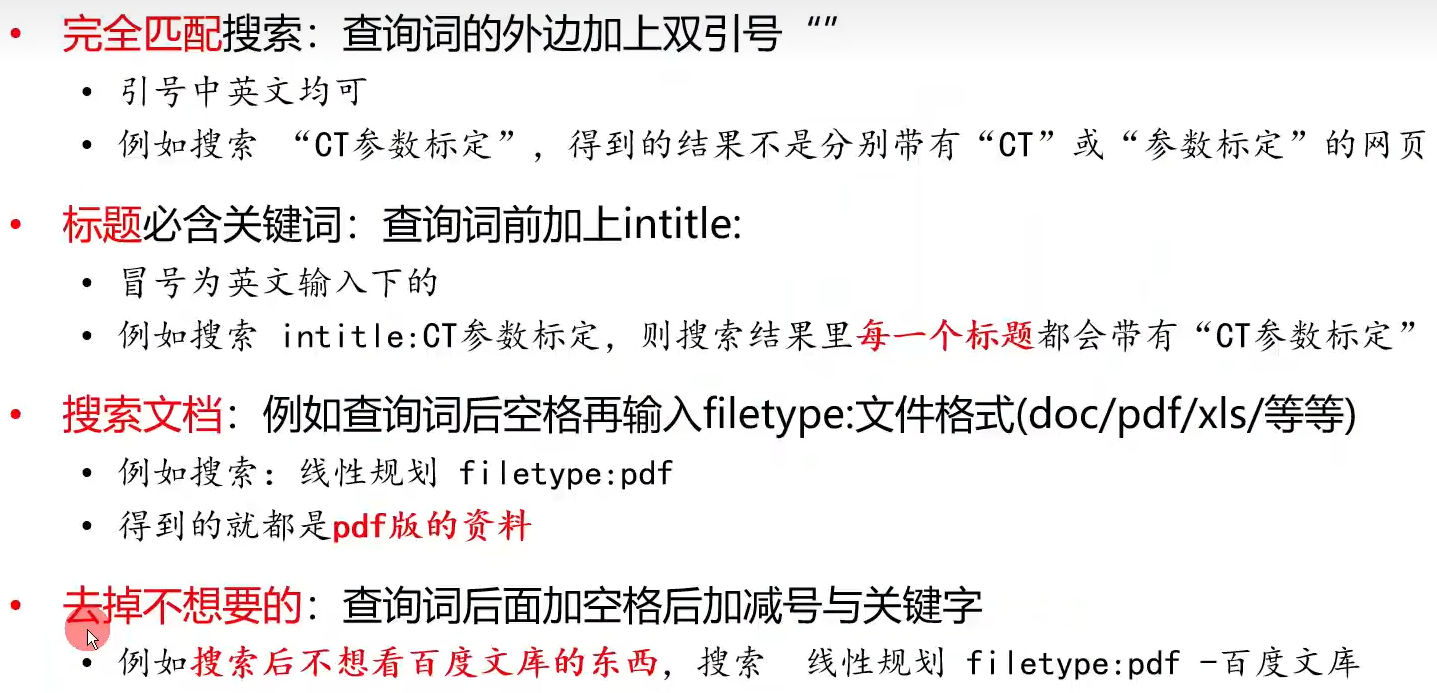 • 完全匹配搜索：查询词的外边加上双引号 “”
• 引号中英文均可
• 例如搜索 “CT参数标定”，得到的结果不是分别带有“CT”或“参数标定”的网页
• 标题必含关键词：查询词前加上intitle:
• 冒号为英文输入下的
• 例如搜索 intitle:CT参数标定，则搜索结果里每一个标题都会带有“CT参数标定”
• 搜索文档：例如查询词后空格再输入filetype:文件格式(doc/pdf/xls/等等)
• 例如搜索：线性规划 filetype:pdf
• 得到的就都是pdf版的资料
• 去掉不想要的：查询词后面加空格后加减号与关键字
• 例如搜索后不想看百度文库的东西，搜索 线性规划 filetype:pdf -百度文库